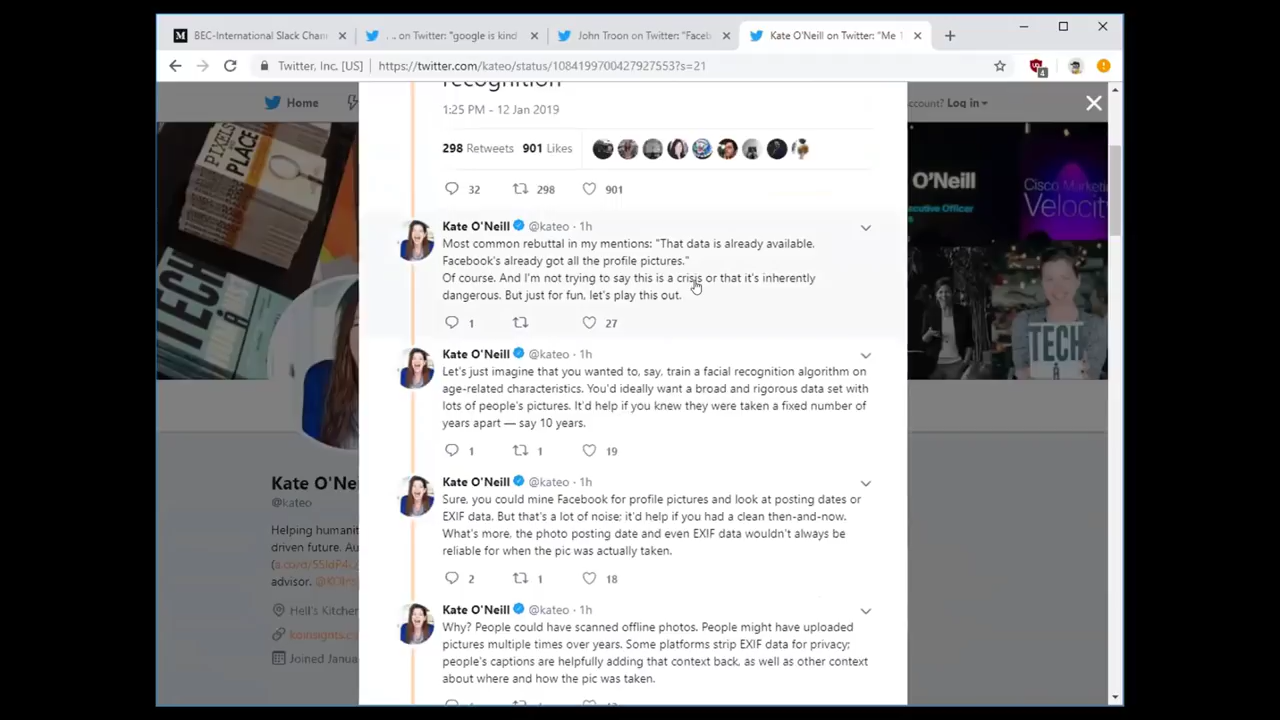 BEC-International Slack Chan
... on Twitter: "google is kind
John Troon on Twitter: "Faceb
Kate O'Neill on Twitter: "Me 1
Twitter, Inc. [US]
https://twitter.com/kateo/status/1084199700427927553?s=21
4
Home
account? Log in
recognition
1:25 PM - 12 Jan 2019
298 Retweets 901 Likes
32 298 901
Kate O'Neill @kateo · 1h
Most common rebuttal in my mentions: "That data is already available.
Facebook's already got all the profile pictures."
Of course. And I'm not trying to say this is a crisis or that it's inherently
dangerous. But just for fun, let's play this out.
1 27
Kate O'Neill @kateo · 1h
Let's just imagine that you wanted to, say, train a facial recognition algorithm on
age-related characteristics. You'd ideally want a broad and rigorous data set with
lots of people's pictures. It'd help if you knew they were taken a fixed number of
years apart — say 10 years.
1 1 19
Kate O'Neill @kateo · 1h
Sure, you could mine Facebook for profile pictures and look at posting dates or
EXIF data. But that's a lot of noise; it'd help if you had a clean then-and-now.
What's more, the photo posting date and even EXIF data wouldn't always be
reliable for when the pic was actually taken.
2 1 18
Kate O'Neill @kateo · 1h
Why? People could have scanned offline photos. People might have uploaded
pictures multiple times over years. Some platforms strip EXIF data for privacy;
people's captions are helpfully adding that context back, as well as other context
about where and how the pic was taken.
PIXELS
and
PLACE
TECH
O'Neill
ecutive Officer
Cisco Marketin
Velocity
TECH
Kate O'Ne
@kateo
Helping humanit
driven future. Au
advisor.
Hell's Kitchen
koinsights.c
Joined Janua